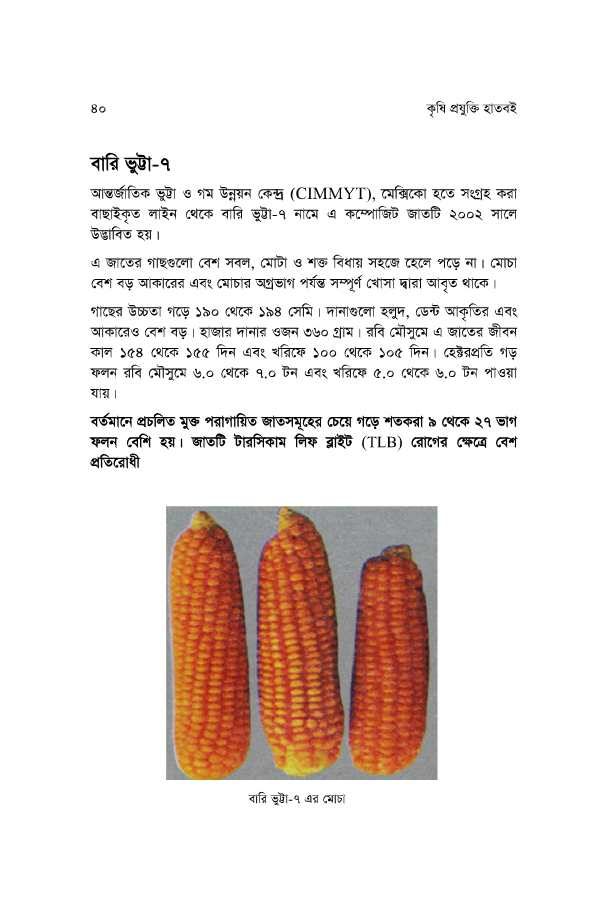 ৪০
কৃষি প্রযুক্তি হাতবই
বারি ভুট্টা-৭
আন্তর্জাতিক ভুট্টা ও গম উন্নয়ন কেন্দ্র (CIMMYT), মেক্সিকো হতে সংগ্রহ করা
বাছাইকৃত লাইন থেকে বারি ভুট্টা-৭ নামে এ কম্পোজিট জাতটি ২০০২ সালে
উদ্ভাবিত হয়।
এ জাতের গাছগুলো বেশ সবল, মোটা ও শক্ত বিধায় সহজে হেলে পড়ে না। মোচা
বেশ বড় আকারের এবং মোচার অগ্রভাগ পর্যন্ত সম্পূর্ণ খোসা দ্বারা আবৃত থাকে।
গাছের উচ্চতা গড়ে ১৯০ থেকে ১৯৪ সেমি। দানাগুলো হলুদ, ডেন্ট আকৃতির এবং
আকারেও বেশ বড়। হাজার দানার ওজন ৩৬০ গ্রাম। রবি মৌসুমে এ জাতের জীবন
কাল ১৫৪ থেকে ১৫৫ দিন এবং খরিফে ১০০ থেকে ১০৫ দিন। হেক্টরপ্রতি গড়
ফলন রবি মৌসুমে ৬.০ থেকে ৭.০ টন এবং খরিফে ৫.০ থেকে ৬.০ টন পাওয়া
যায়।
বর্তমানে প্রচলিত মুক্ত পরাগায়িত জাতসমূহের চেয়ে গড়ে শতকরা ৯ থেকে ২৭ ভাগ
ফলন বেশি হয়। জাতটি টারসিকাম লিফ ব্লাইট (TLB) রোগের ক্ষেত্রে বেশ
প্রতিরোধী
বারি ভুট্টা-৭ এর মোচা